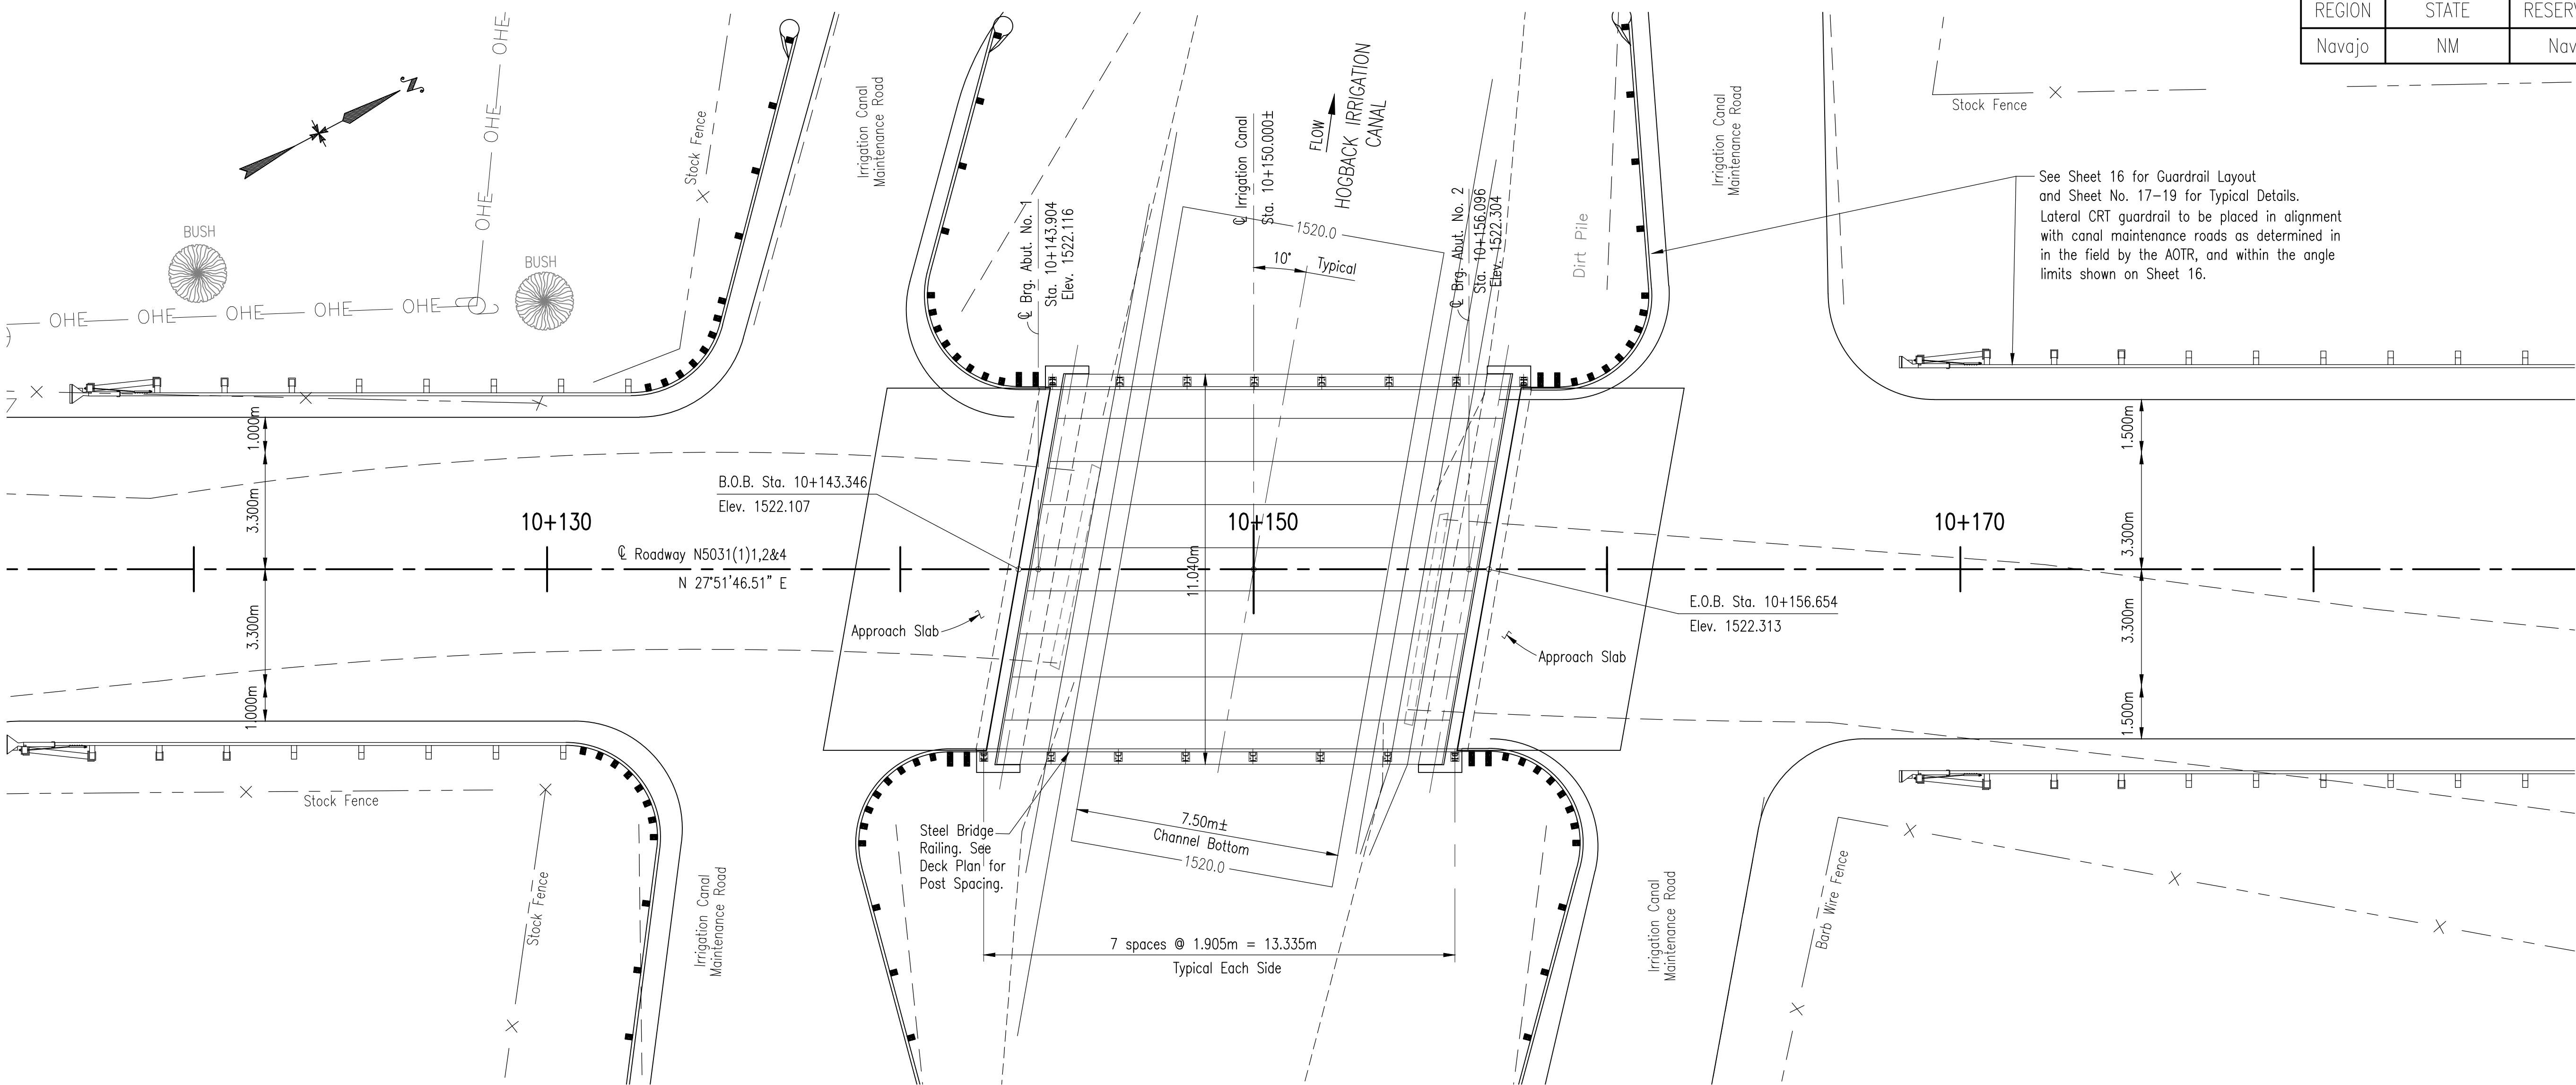 REGION STATE RESER
Navajo NM Nav
N
OHE
OHE
OHE
OHE
BUSH
BUSH
OHE OHE OHE OHE OHE
Stock Fence
Irrigation Canal
Maintenance Road
℄ Brg. Abut. No. 1
Sta. 10+143.904
Elev. 1522.116
℄ Irrigation Canal
Sta. 10+150.000±
FLOW
HOGBACK IRRIGATION
CANAL
1520.0
10° Typical
℄ Brg. Abut. No. 2
Sta. 10+156.096
Elev. 1522.304
Dirt Pile
Irrigation Canal
Maintenance Road
Stock Fence
See Sheet 16 for Guardrail Layout
and Sheet No. 17-19 for Typical Details.
Lateral CRT guardrail to be placed in alignment
with canal maintenance roads as determined in
in the field by the AOTR, and within the angle
limits shown on Sheet 16.
1.000m
3.300m
3.300m
1.000m
B.O.B. Sta. 10+143.346
Elev. 1522.107
10+130
10+150
10+170
℄ Roadway N5031(1)1,2&4
N 27°51'46.51" E
11.040m
Approach Slab
E.O.B. Sta. 10+156.654
Elev. 1522.313
Approach Slab
1.500m
3.300m
3.300m
1.500m
Stock Fence
Stock Fence
Irrigation Canal
Maintenance Road
Steel Bridge
Railing. See
Deck Plan for
Post Spacing.
7.50m±
Channel Bottom
1520.0
7 spaces @ 1.905m = 13.335m
Typical Each Side
Irrigation Canal
Maintenance Road
Barb Wire Fence